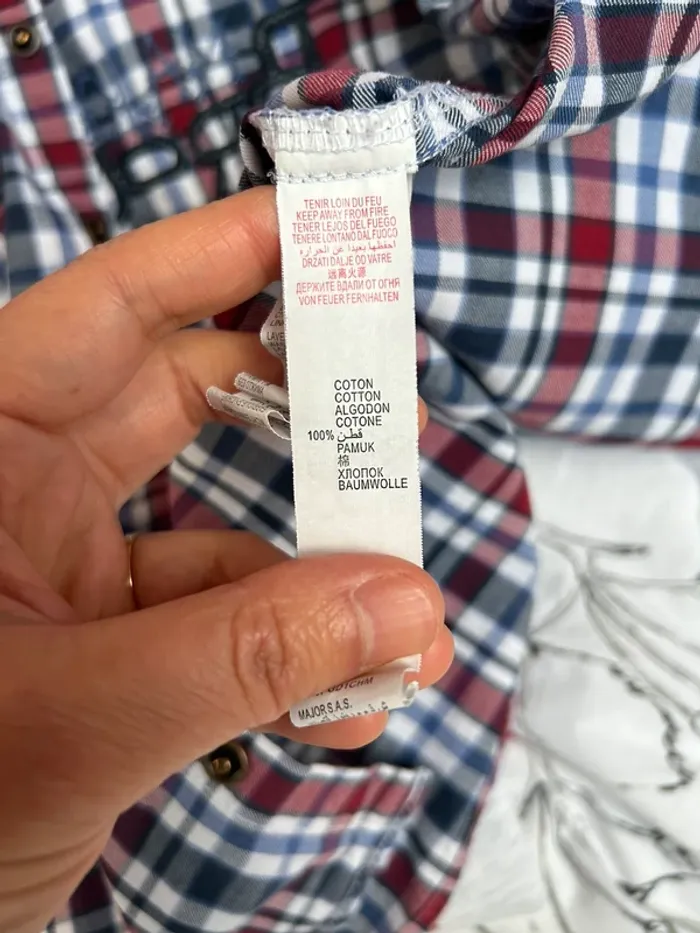 TENIR LOIN DU FEU
KEEP AWAY FROM FIRE
TENER LEJOS DEL FUEGO
TENERE LONTANO DAL FUOCO
احفظها بعيدا عن الحراره
DRZATI DALJE OD VATRE
远离火源
ДЕРЖИТЕ ВДАЛИ ОТ ОГНЯ
VON FEUER FERNHALTEN
COTON
COTTON
ALGODON
COTONE
100% قطن
PAMUK
棉
ХЛОПОК
BAUMWOLLE
MAJOR S.A.S.